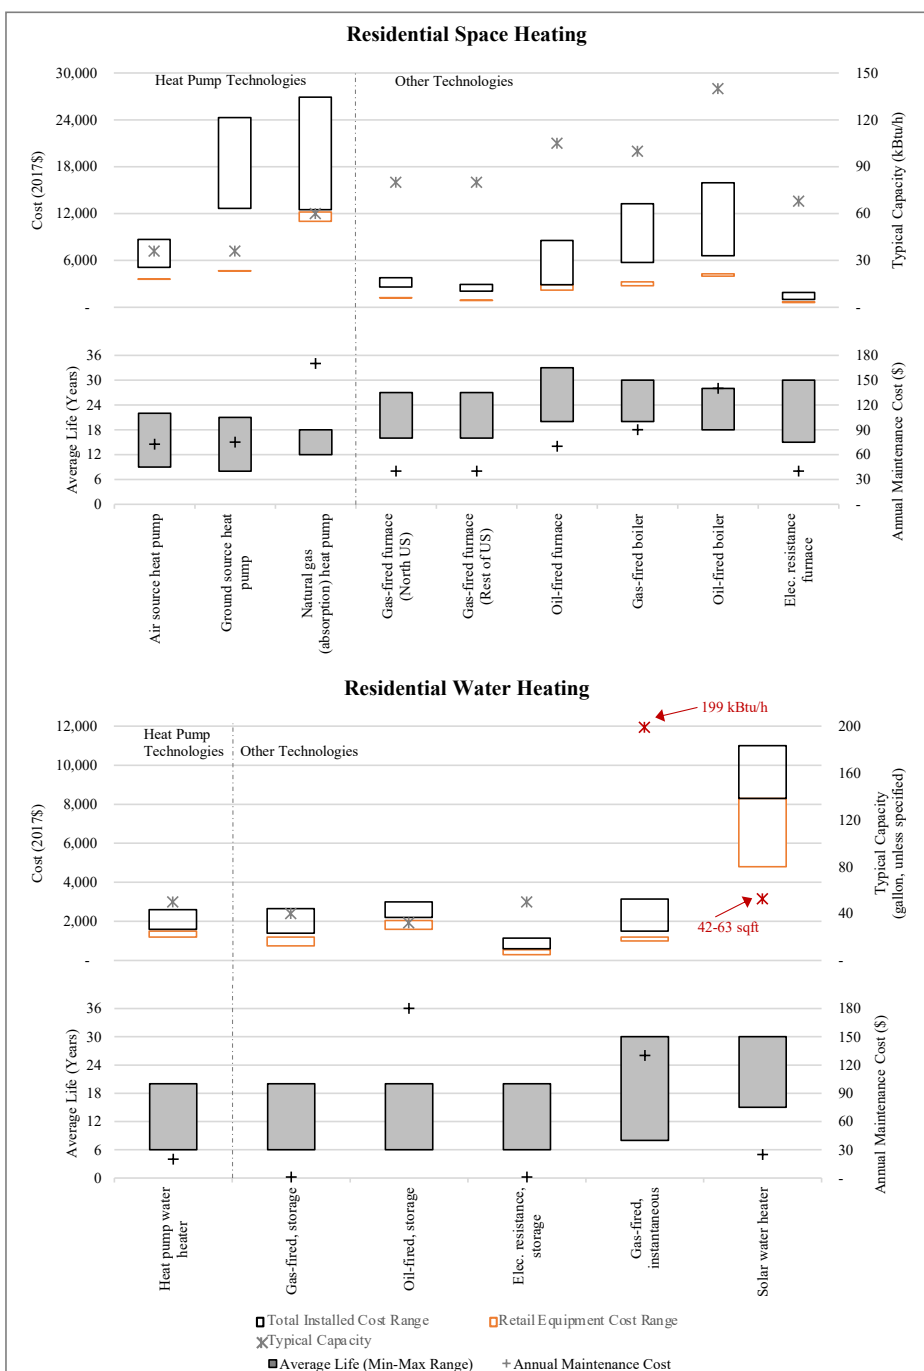 Residential Space Heating
Heat Pump Technologies
Other Technologies
Cost (2017$)
30,000
24,000
18,000
12,000
6,000
-
150
120
90
60
30
-
Typical Capacity (kBtu/h)
Average Life (Years)
36
30
24
18
12
6
0
180
150
120
90
60
30
-
Annual Maintenance Cost ($)
Air source heat pump
Ground source heat
pump
Natural gas
(absorption) heat pump
Gas-fired furnace
(North US)
Gas-fired furnace
(Rest of US)
Oil-fired furnace
Gas-fired boiler
Oil-fired boiler
Elec. resistance
furnace
Residential Water Heating
199 kBtu/h
Heat Pump
Technologies
Other Technologies
Cost (2017$)
12,000
10,000
8,000
6,000
4,000
2,000
-
200
160
120
80
40
-
Typical Capacity
(gallon, unless specified)
42-63 sqft
Average Life (Years)
36
30
24
18
12
6
0
180
150
120
90
60
30
-
Annual Maintenance Cost ($)
Heat pump water
heater
Gas-fired, storage
Oil-fired, storage
Elec. resistance,
storage
Gas-fired,
instantaneous
Solar water heater
Total Installed Cost Range
Retail Equipment Cost Range
Typical Capacity
Average Life (Min-Max Range)
Annual Maintenance Cost